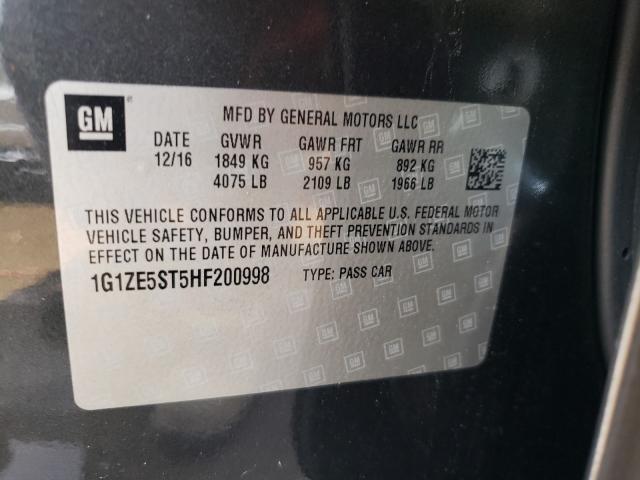 GM
MFD BY GENERAL MOTORS LLC
DATE GVWR GAWR FRT GAWR RR
12/16 1849 KG 957 KG 892 KG
4075 LB 2109 LB 1966 LB
THIS VEHICLE CONFORMS TO ALL APPLICABLE U.S. FEDERAL MOTOR
VEHICLE SAFETY, BUMPER, AND THEFT PREVENTION STANDARDS IN
EFFECT ON THE DATE OF MANUFACTURE SHOWN ABOVE.
1G1ZE5ST5HF200998 TYPE: PASS CAR